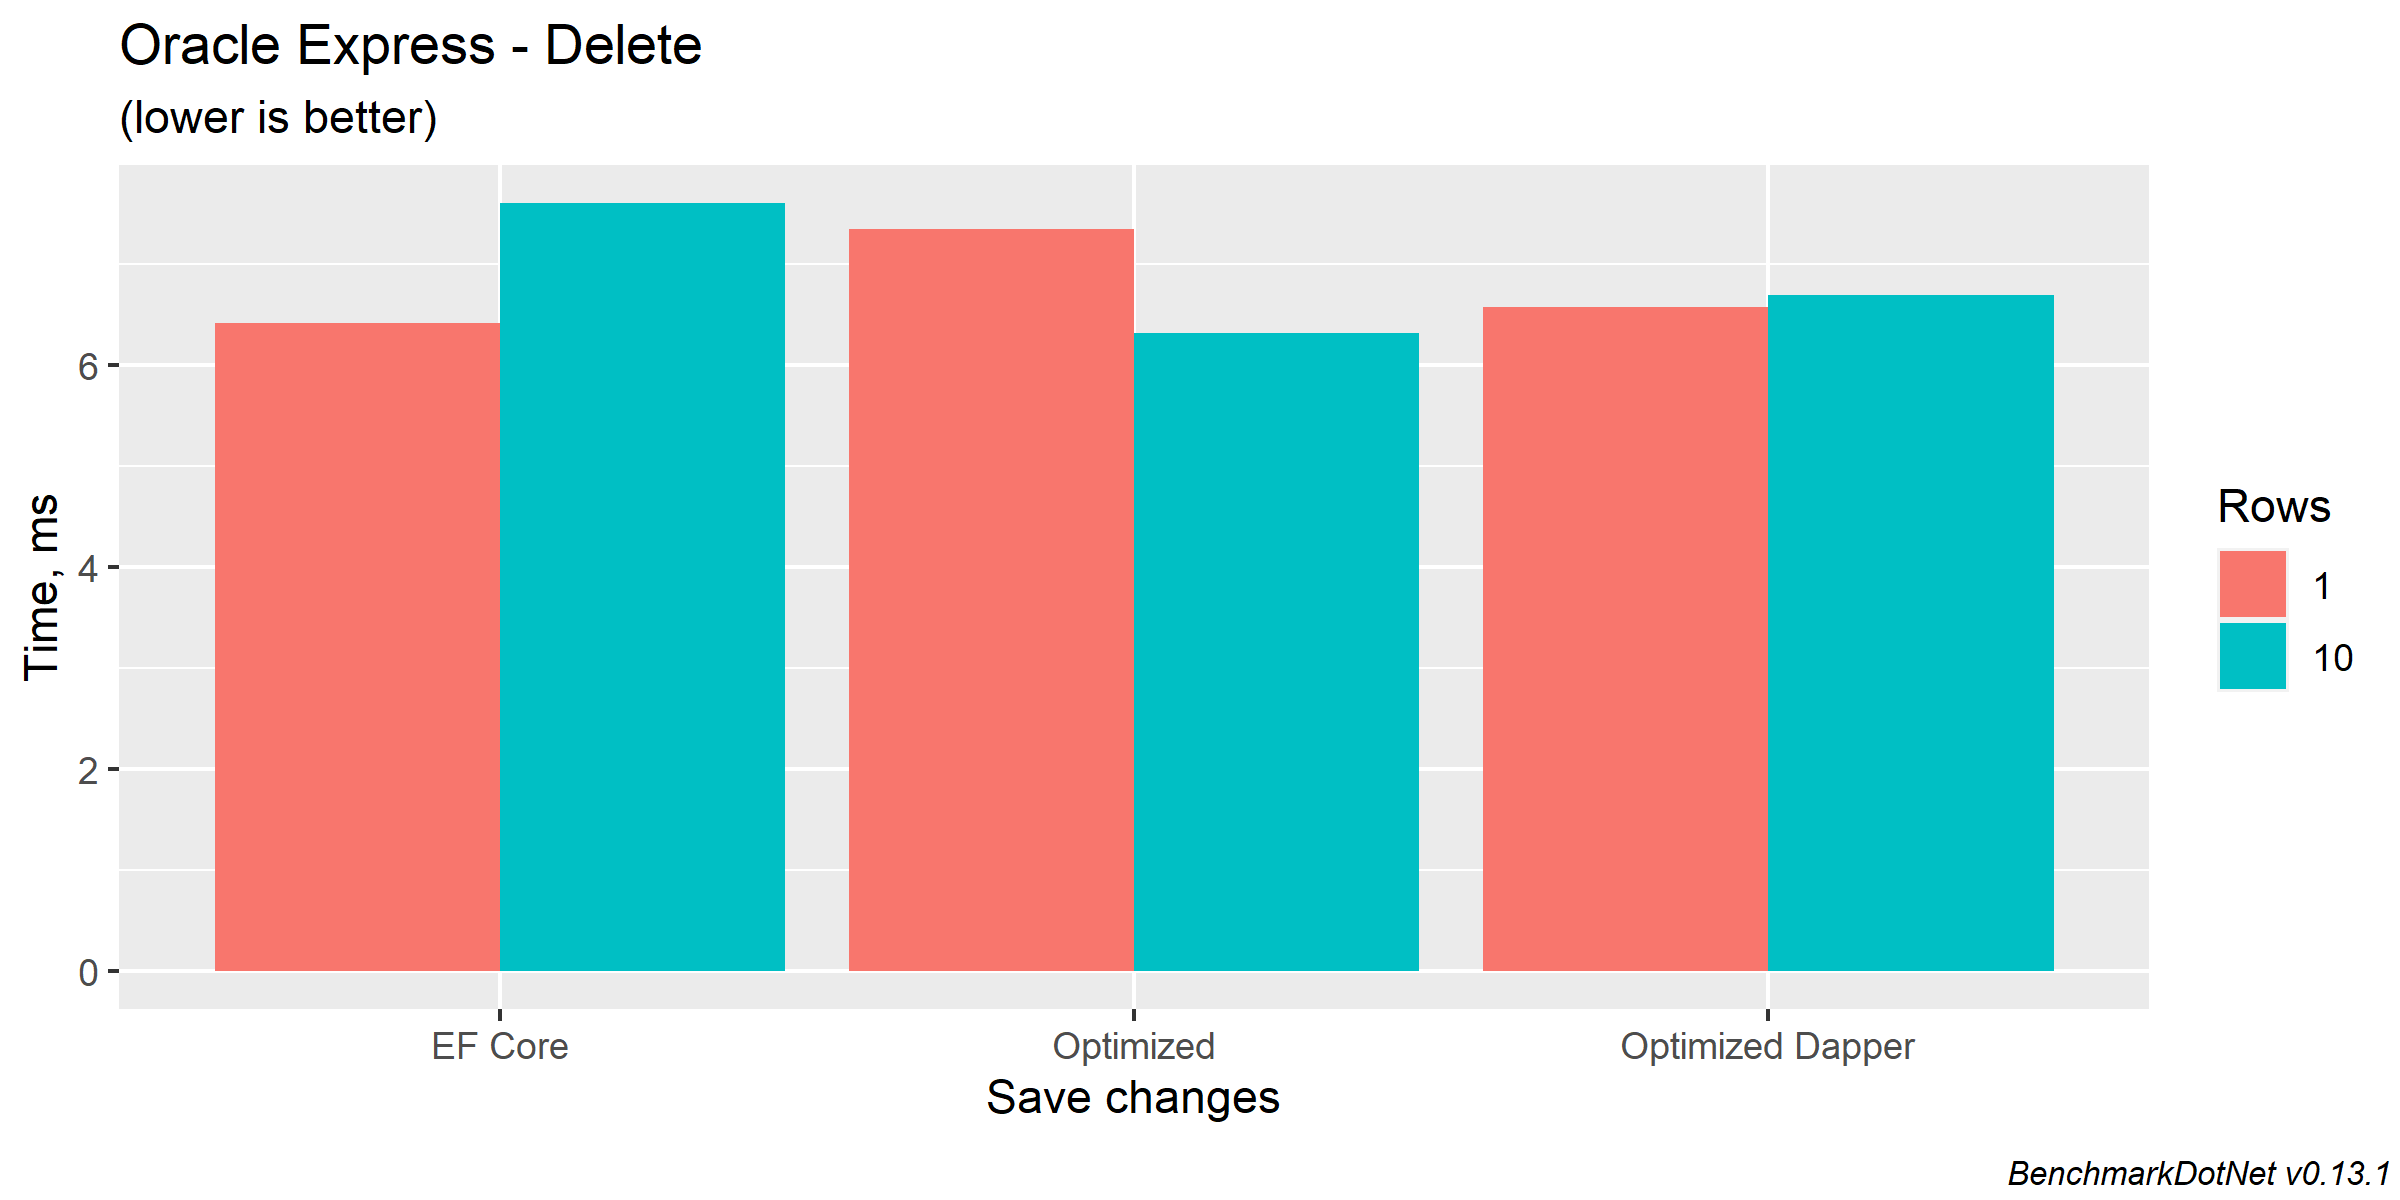 Oracle Express - Delete
(lower is better)
Time, ms
6
4
2
0
EF Core
Optimized
Optimized Dapper
Save changes
Rows
1
10
BenchmarkDotNet v0.13.1